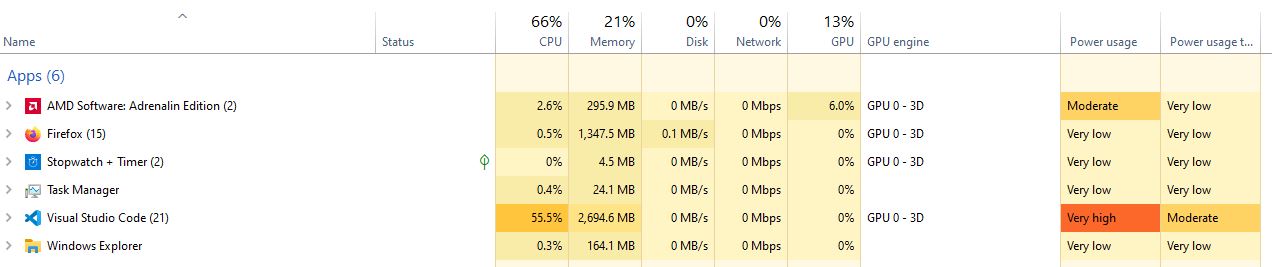 66% 21% 0% 0% 13%
Name Status CPU Memory Disk Network GPU GPU engine Power usage Power usage t...
Apps (6)
AMD Software: Adrenalin Edition (2) 2.6% 295.9 MB 0 MB/s 0 Mbps 6.0% GPU 0 - 3D Moderate Very low
Firefox (15) 0.5% 1,347.5 MB 0.1 MB/s 0 Mbps 0% GPU 0 - 3D Very low Very low
Stopwatch + Timer (2) 0% 4.5 MB 0 MB/s 0 Mbps 0% GPU 0 - 3D Very low Very low
Task Manager 0.4% 24.1 MB 0 MB/s 0 Mbps 0% Very low Very low
Visual Studio Code (21) 55.5% 2,694.6 MB 0 MB/s 0 Mbps 0% GPU 0 - 3D Very high Moderate
Windows Explorer 0.3% 164.1 MB 0 MB/s 0 Mbps 0% Very low Very low